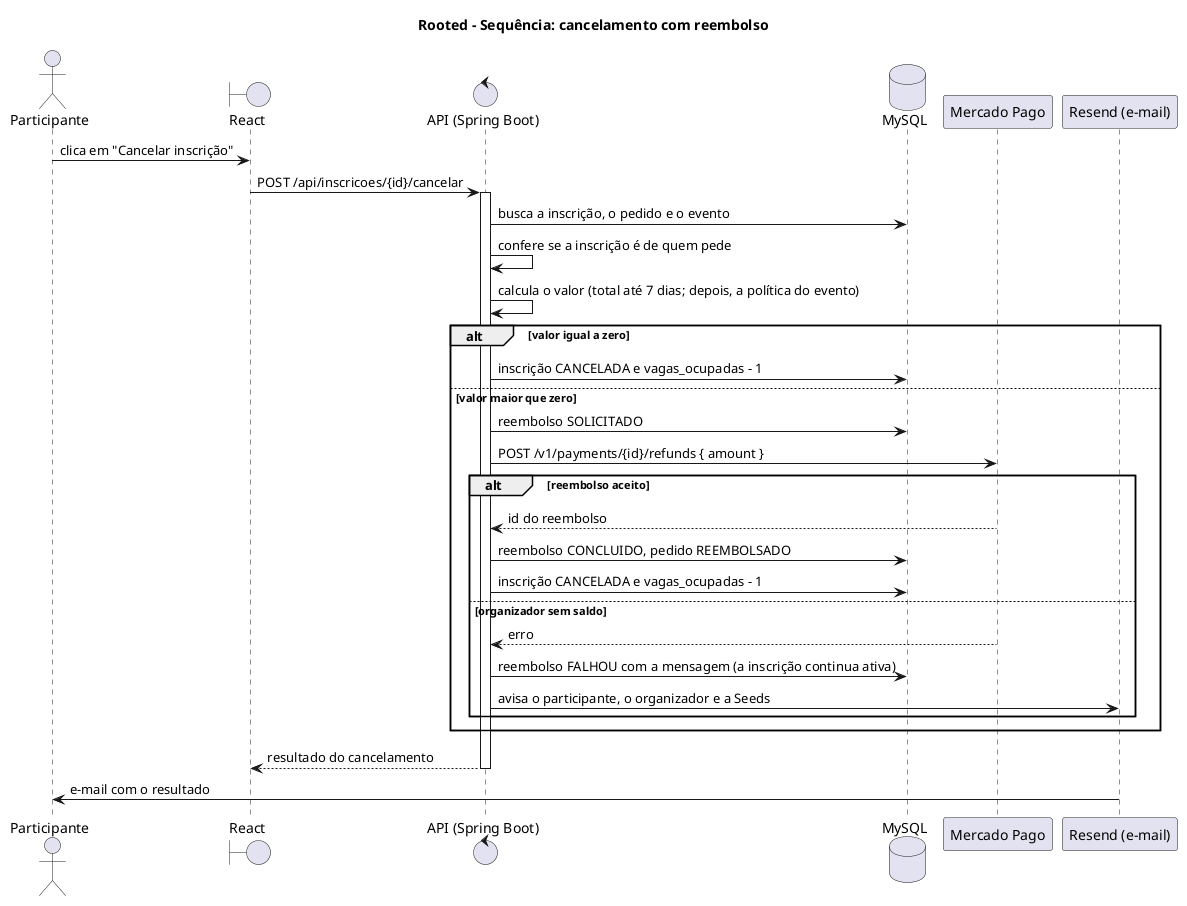 Rooted - Sequência: cancelamento com reembolso
Participante
React
API (Spring Boot)
MySQL
Mercado Pago
Resend (e-mail)
clica em "Cancelar inscrição"
POST /api/inscricoes/{id}/cancelar
busca a inscrição, o pedido e o evento
confere se a inscrição é de quem pede
calcula o valor (total até 7 dias; depois, a política do evento)
alt [valor igual a zero]
inscrição CANCELADA e vagas_ocupadas - 1
[valor maior que zero]
reembolso SOLICITADO
POST /v1/payments/{id}/refunds { amount }
alt [reembolso aceito]
id do reembolso
reembolso CONCLUIDO, pedido REEMBOLSADO
inscrição CANCELADA e vagas_ocupadas - 1
[organizador sem saldo]
erro
reembolso FALHOU com a mensagem (a inscrição continua ativa)
avisa o participante, o organizador e a Seeds
resultado do cancelamento
e-mail com o resultado
Participante
React
API (Spring Boot)
MySQL
Mercado Pago
Resend (e-mail)